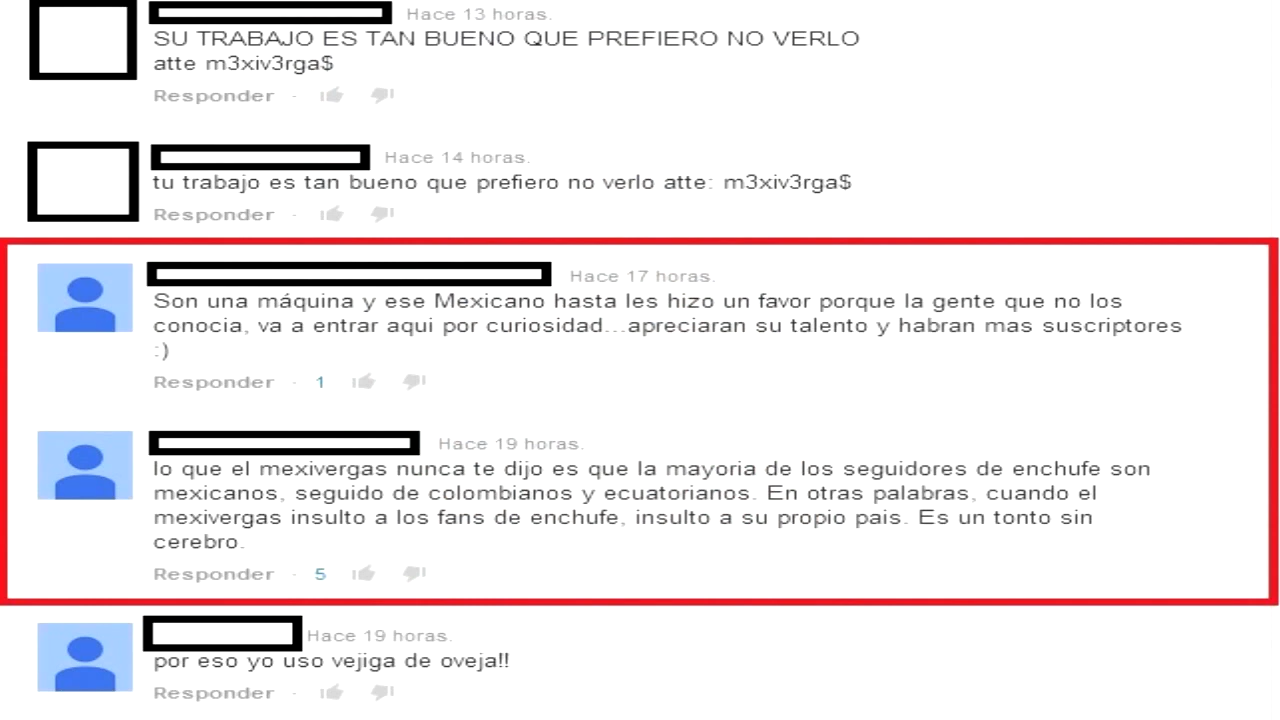 Hace 13 horas.
SU TRABAJO ES TAN BUENO QUE PREFIERO NO VERLO
atte m3xiv3rga$
Responder ·
Hace 14 horas.
tu trabajo es tan bueno que prefiero no verlo atte: m3xiv3rga$
Responder ·
Hace 17 horas.
Son una máquina y ese Mexicano hasta les hizo un favor porque la gente que no los
conocia, va a entrar aqui por curiosidad...apreciaran su talento y habran mas suscriptores
:)
Responder · 1
Hace 19 horas.
lo que el mexivergas nunca te dijo es que la mayoria de los seguidores de enchufe son
mexicanos, seguido de colombianos y ecuatorianos. En otras palabras, cuando el
mexivergas insulto a los fans de enchufe, insulto a su propio pais. Es un tonto sin
cerebro.
Responder · 5
Hace 19 horas.
por eso yo uso vejiga de oveja!!
Responder ·